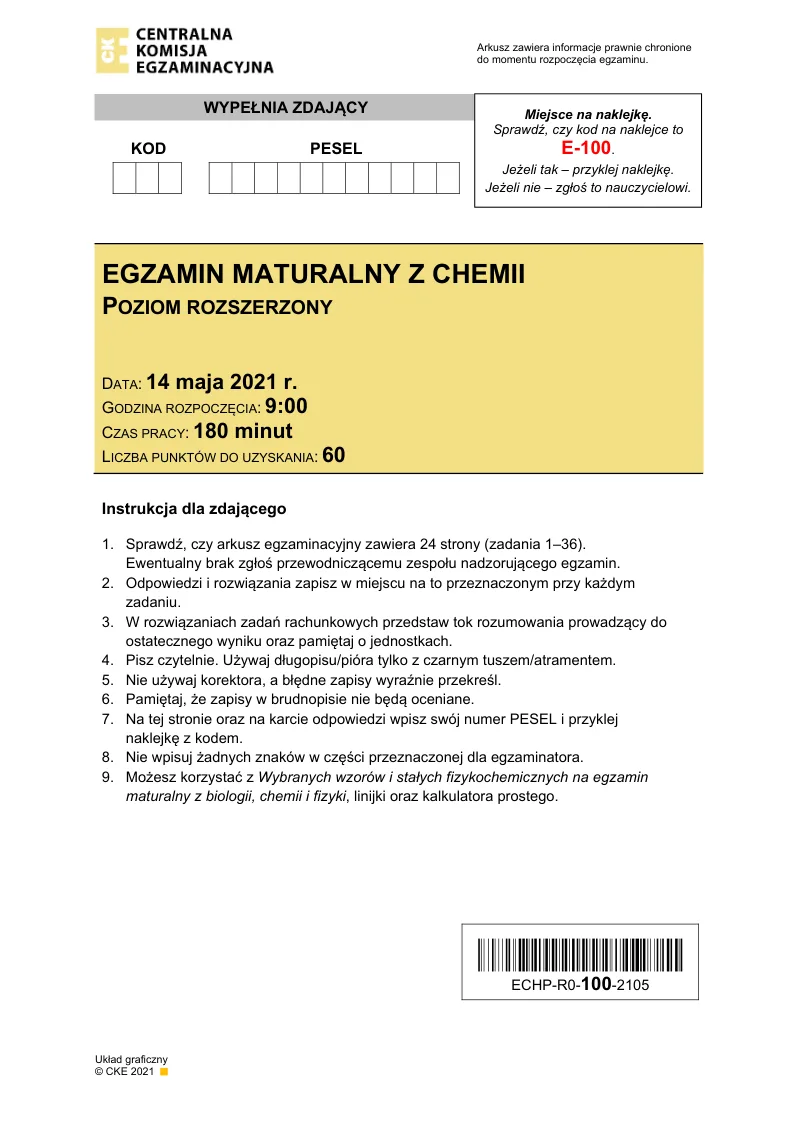 CENTRALNA
KOMISJA
EGZAMINACYJNA
Arkusz zawiera informacje prawnie chronione
do momentu rozpoczęcia egzaminu.
WYPEŁNIA ZDAJĄCY
KOD PESEL
Miejsce na naklejkę.
Sprawdź, czy kod na naklejce to
E-100.
Jeżeli tak – przyklej naklejkę.
Jeżeli nie – zgłoś to nauczycielowi.
EGZAMIN MATURALNY Z CHEMII
POZIOM ROZSZERZONY
DATA: 14 maja 2021 r.
GODZINA ROZPOCZĘCIA: 9:00
CZAS PRACY: 180 minut
LICZBA PUNKTÓW DO UZYSKANIA: 60
Instrukcja dla zdającego
1. Sprawdź, czy arkusz egzaminacyjny zawiera 24 strony (zadania 1–36).
Ewentualny brak zgłoś przewodniczącemu zespołu nadzorującego egzamin.
2. Odpowiedzi i rozwiązania zapisz w miejscu na to przeznaczonym przy każdym
zadaniu.
3. W rozwiązaniach zadań rachunkowych przedstaw tok rozumowania prowadzący do
ostatecznego wyniku oraz pamiętaj o jednostkach.
4. Pisz czytelnie. Używaj długopisu/pióra tylko z czarnym tuszem/atramentem.
5. Nie używaj korektora, a błędne zapisy wyraźnie przekreśl.
6. Pamiętaj, że zapisy w brudnopisie nie będą oceniane.
7. Na tej stronie oraz na karcie odpowiedzi wpisz swój numer PESEL i przyklej
naklejkę z kodem.
8. Nie wpisuj żadnych znaków w części przeznaczonej dla egzaminatora.
9. Możesz korzystać z Wybranych wzorów i stałych fizykochemicznych na egzamin
maturalny z biologii, chemii i fizyki, linijki oraz kalkulatora prostego.
ECHP-R0-100-2105
Układ graficzny
© CKE 2021